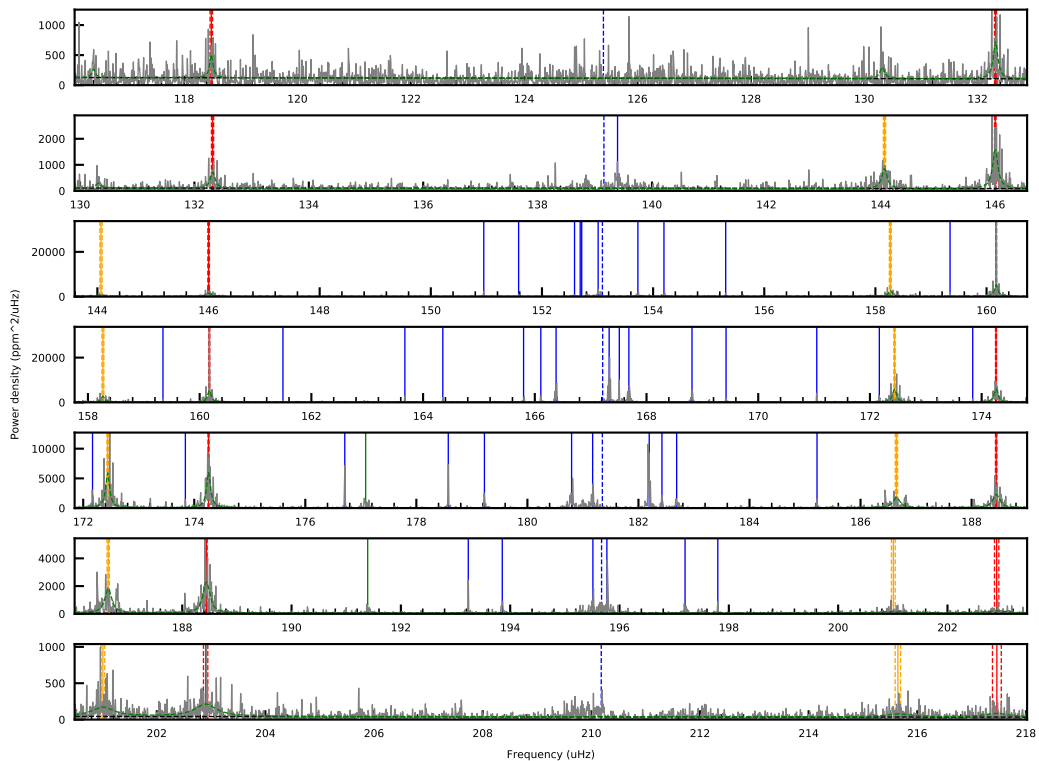 1000
500
0
118 120 122 124 126 128 130 132
2000
1000
0
130 132 134 136 138 140 142 144 146
20000
0
144 146 148 150 152 154 156 158 160
20000
0
158 160 162 164 166 168 170 172 174
10000
5000
0
172 174 176 178 180 182 184 186 188
4000
2000
0
188 190 192 194 196 198 200 202
1000
500
0
202 204 206 208 210 212 214 216 218
Power density (ppm^2/uHz)
Frequency (uHz)